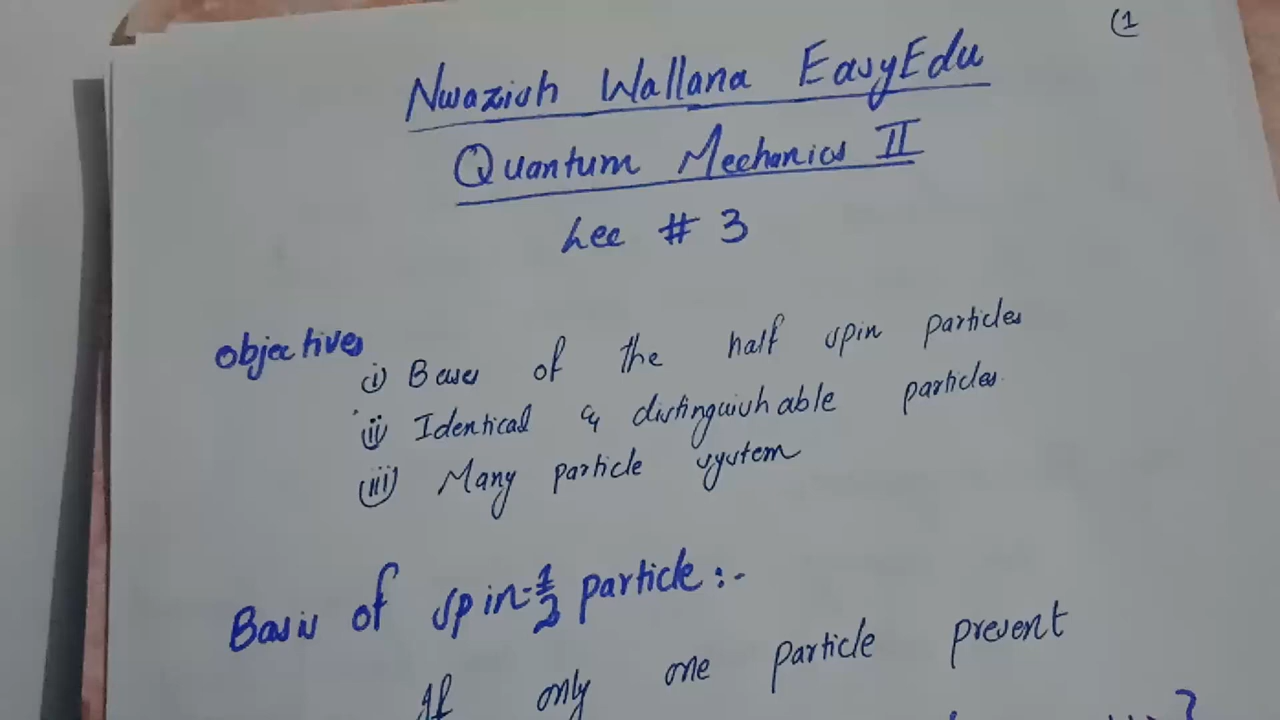 (1
Nwazish Wallana EasyEdu
Quantum Mechanics II
Lec # 3
Objectives
(i) Bases of the half spin particles
(ii) Identical & distinguishable particles.
(iii) Many particle system
Basis of spin-1/2 particle :-
If only one particle present